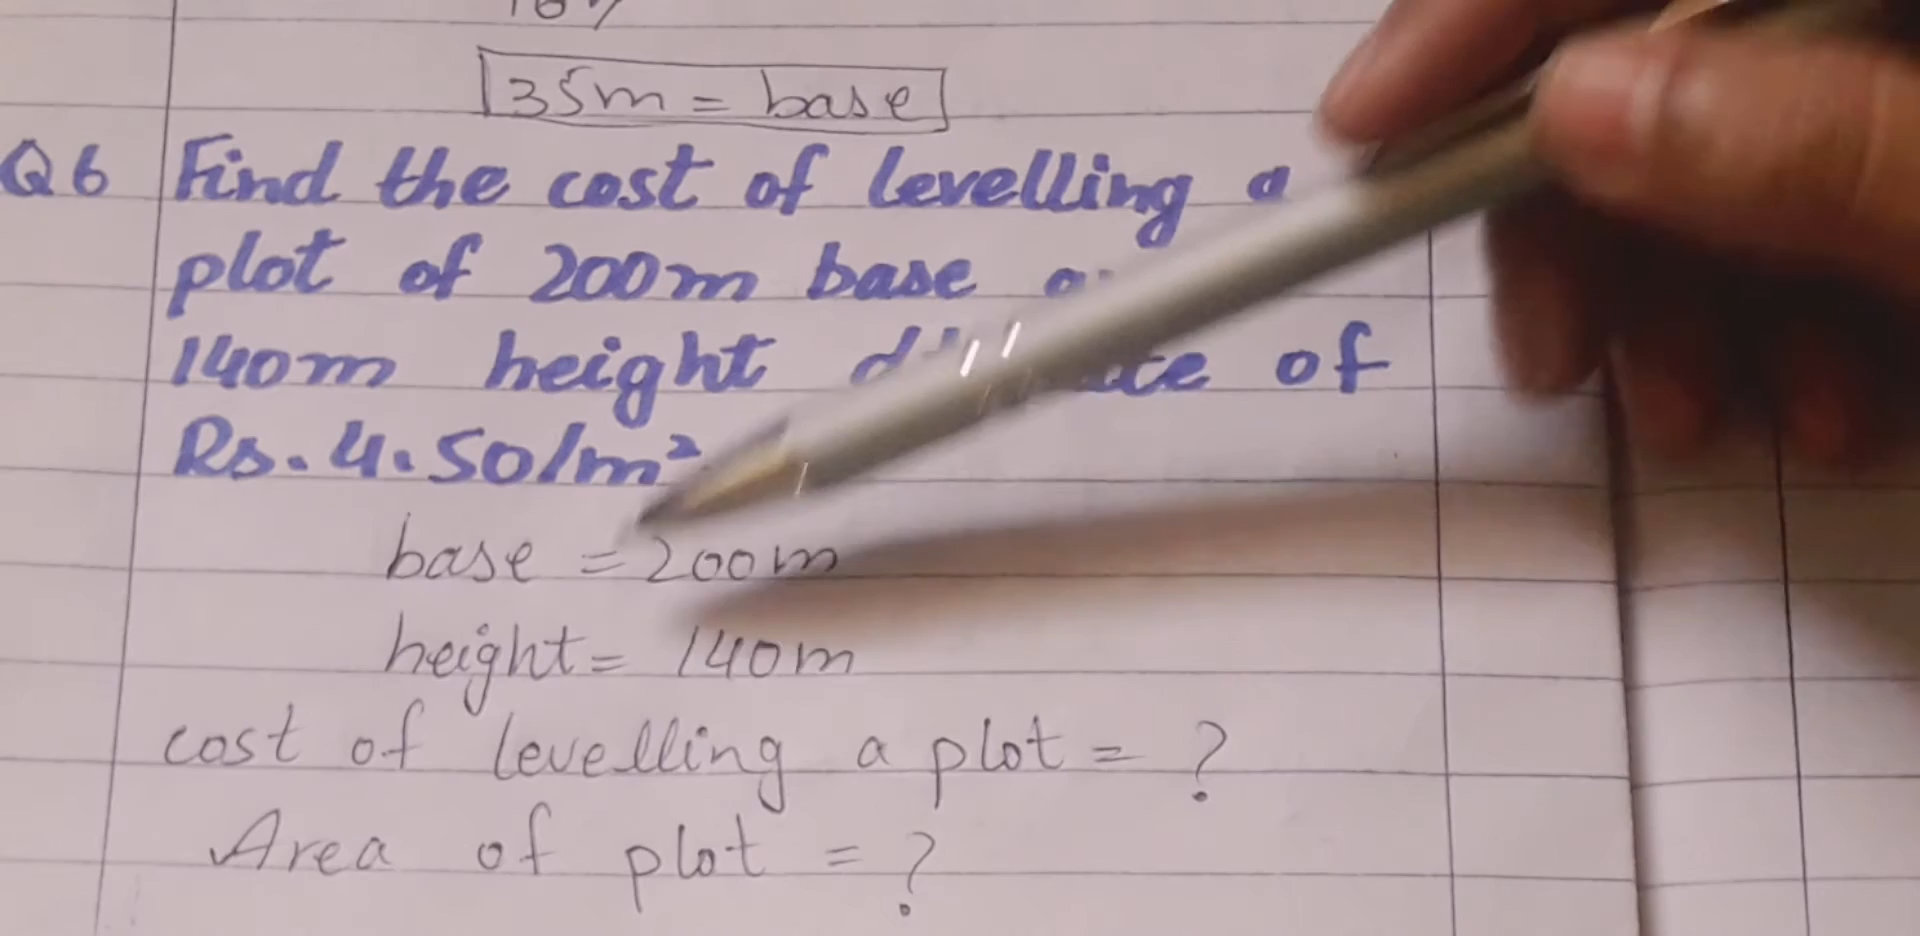 35m = base
Q6 Find the cost of levelling a
plot of 200m base
140m height of
Rs. 4.50/m²
base = 200m
height = 140m
cost of levelling a plot = ?
Area of plot = ?